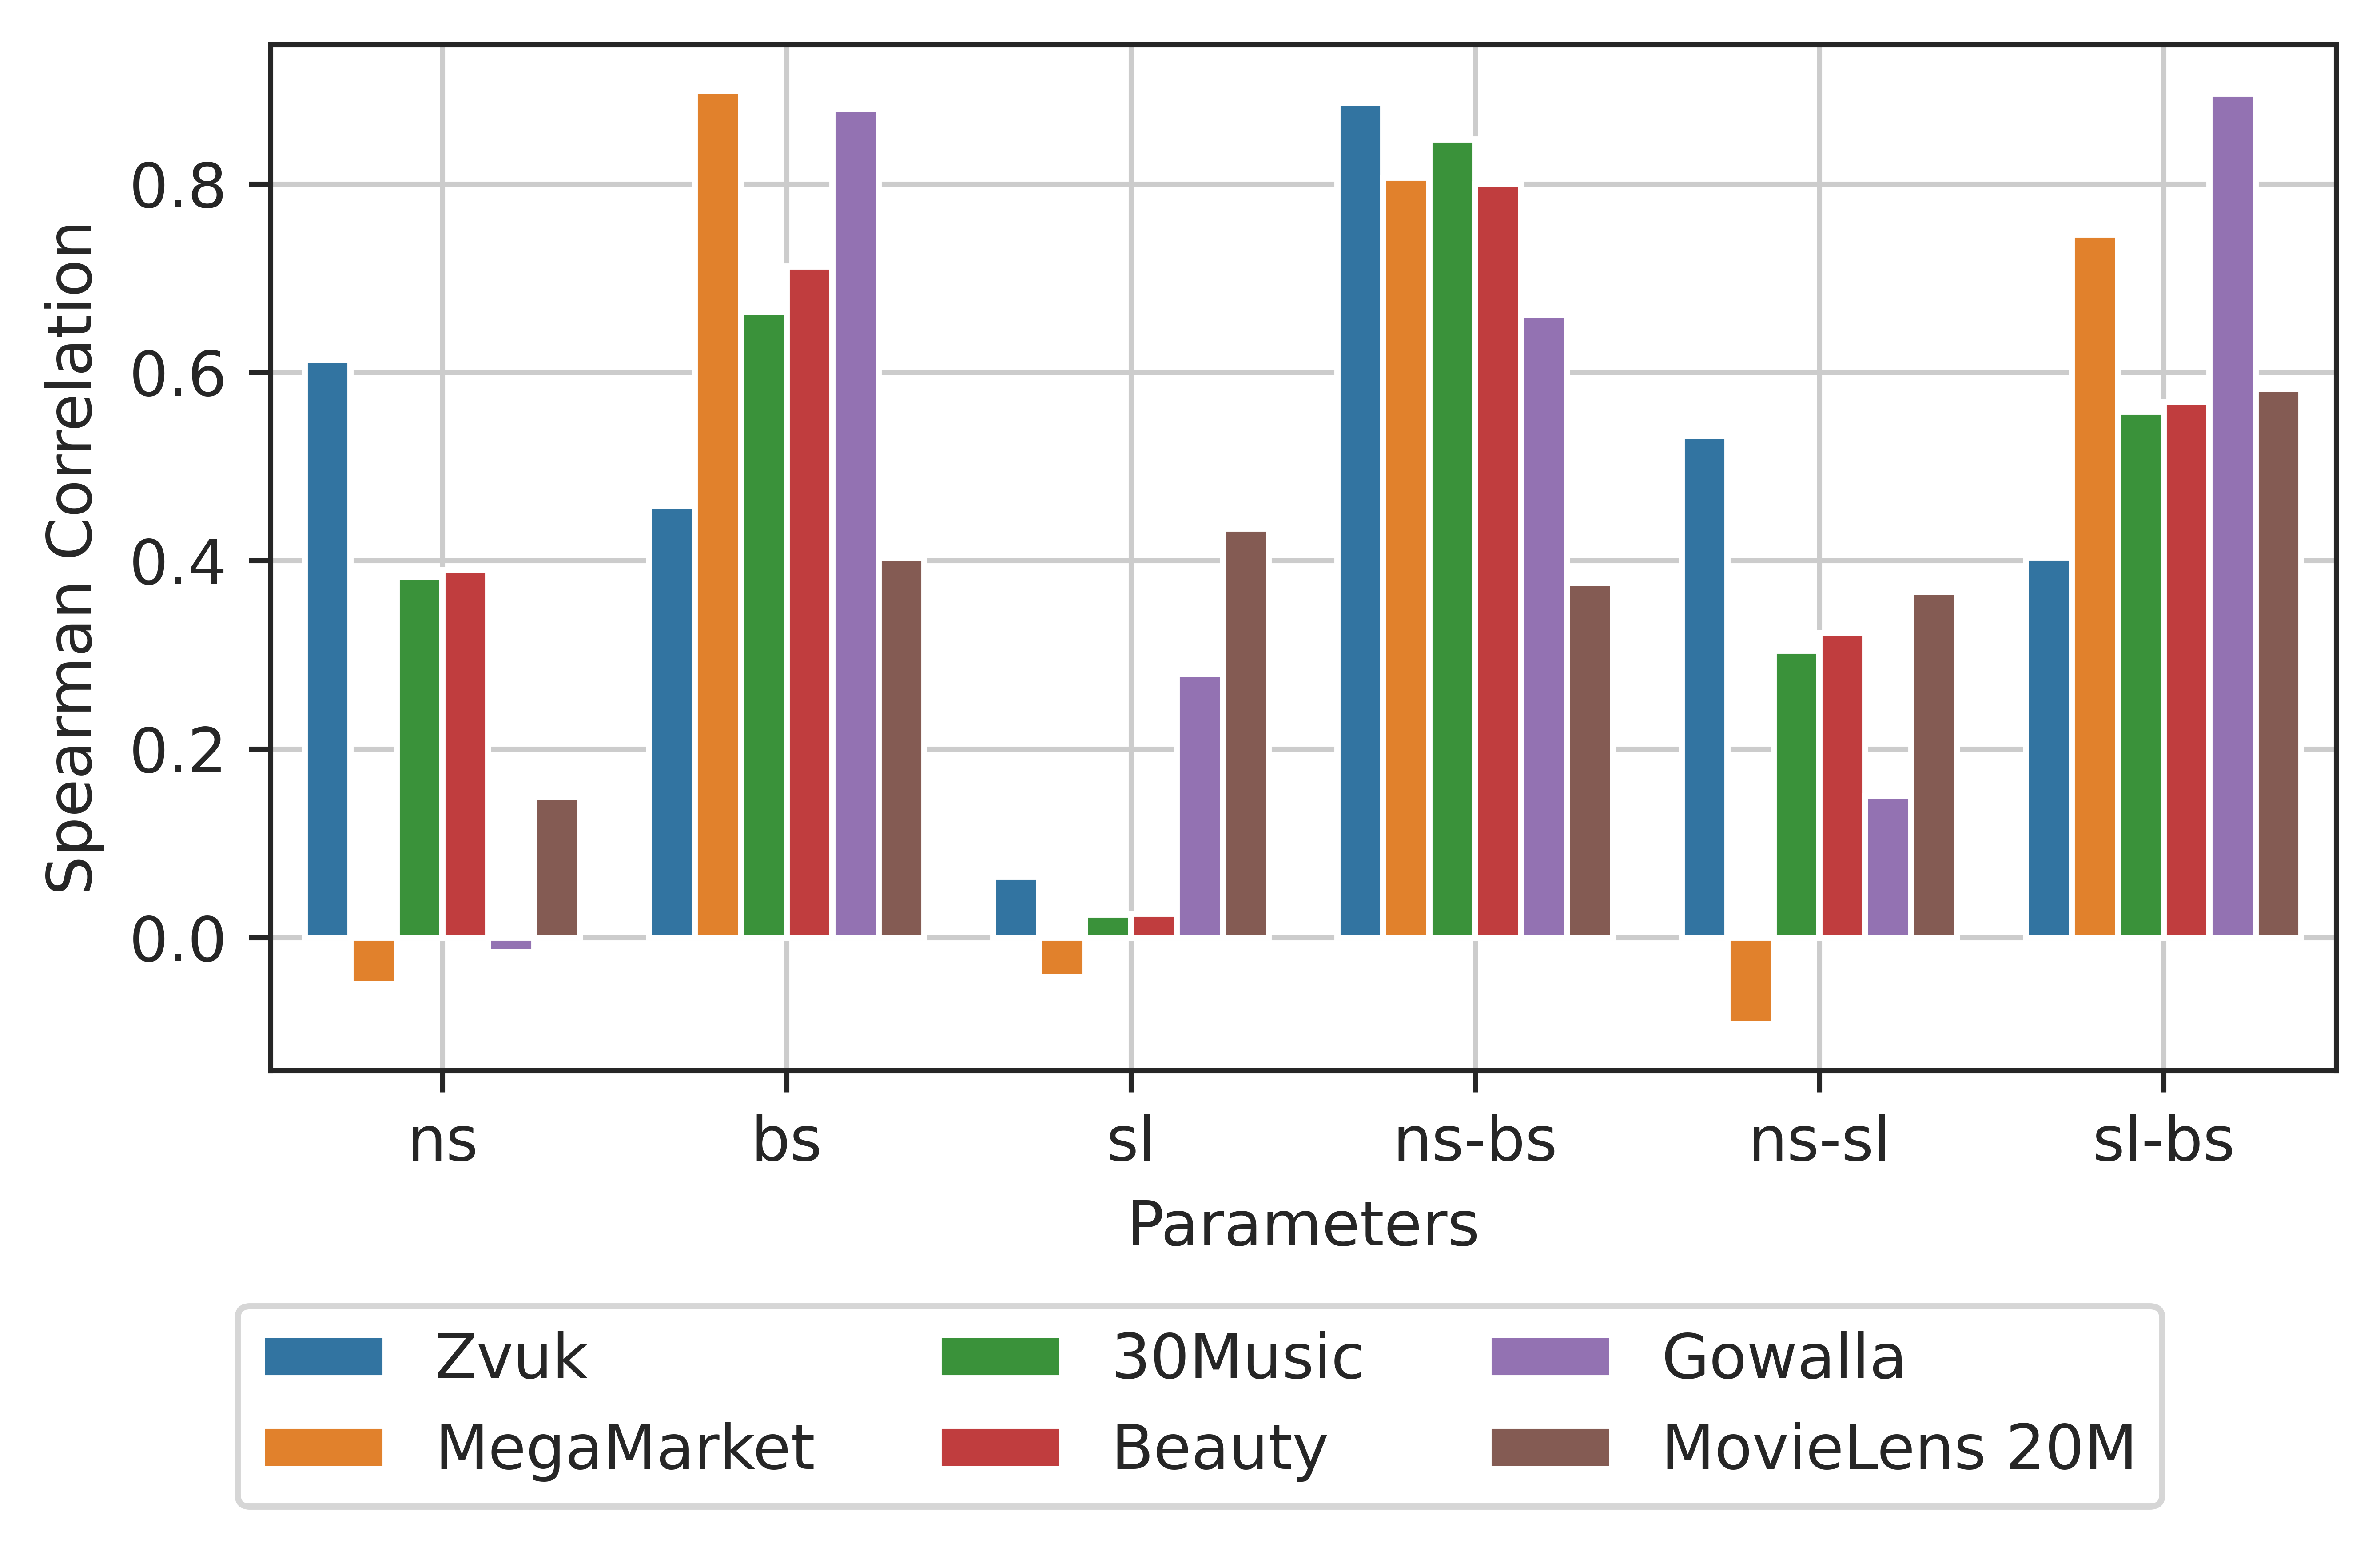 Spearman Correlation
0.8
0.6
0.4
0.2
0.0
ns bs sl ns-bs ns-sl sl-bs
Parameters
Zvuk 30Music Gowalla
MegaMarket Beauty MovieLens 20M